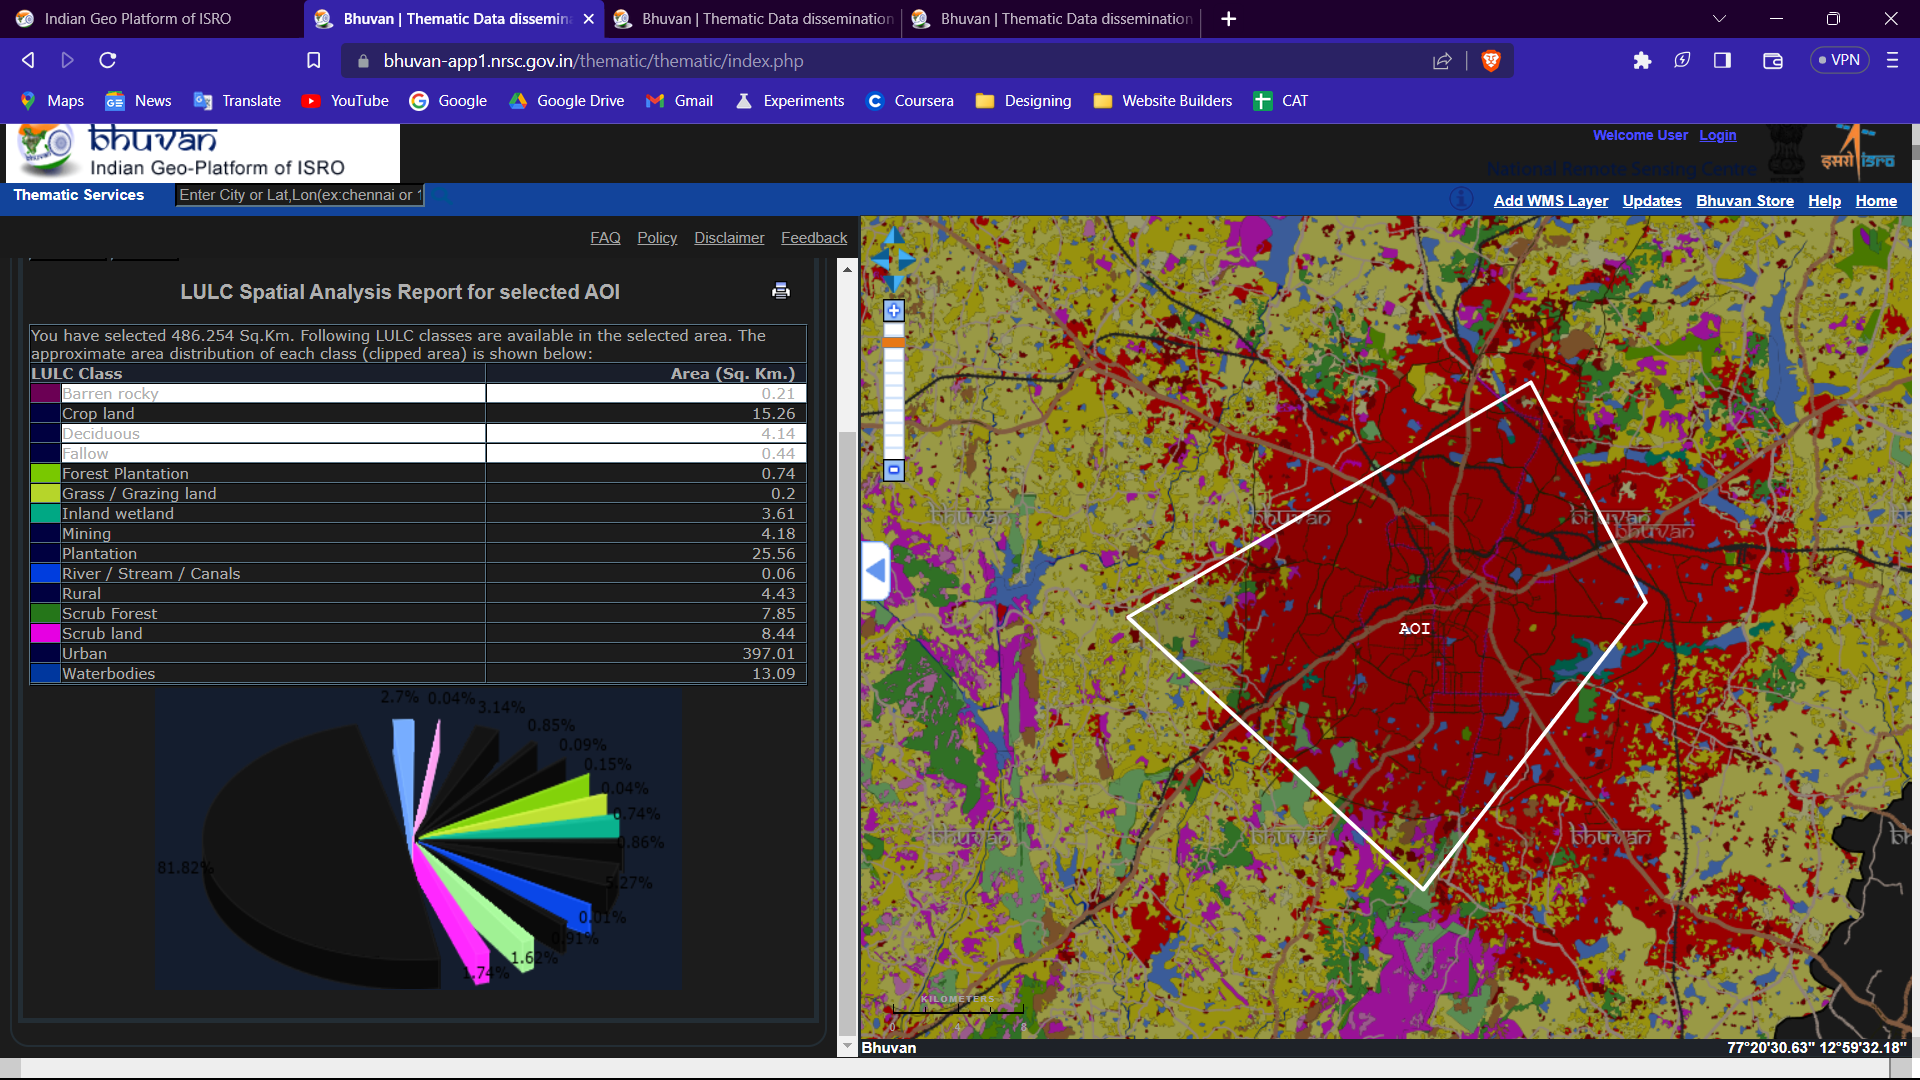 Indian Geo Platform of ISRO
Bhuvan | Thematic Data dissemin
Bhuvan | Thematic Data dissemination
Bhuvan | Thematic Data dissemination
bhuvan-app1.nrsc.gov.in/thematic/thematic/index.php
VPN
Maps
News
Translate
YouTube
Google
Google Drive
Gmail
Experiments
Coursera
Designing
Website Builders
CAT
bhuvan
Indian Geo-Platform of ISRO
Welcome User Login
National Remote Sensing Centre
इसरो isro
Thematic Services
Enter City or Lat,Lon(ex:chennai or
Add WMS Layer Updates Bhuvan Store Help Home
FAQ Policy Disclaimer Feedback
LULC Spatial Analysis Report for selected AOI
You have selected 486.254 Sq.Km. Following LULC classes are available in the selected area. The
approximate area distribution of each class (clipped area) is shown below:
LULC Class Area (Sq. Km.)
Barren rocky 0.21
Crop land 15.26
Deciduous 4.14
Fallow 0.44
Forest Plantation 0.74
Grass / Grazing land 0.2
Inland wetland 3.61
Mining 4.18
Plantation 25.56
River / Stream / Canals 0.06
Rural 4.43
Scrub Forest 7.85
Scrub land 8.44
Urban 397.01
Waterbodies 13.09
2.7% 0.04% 3.14%
0.85%
0.09%
0.15%
0.04%
0.74%
0.86%
5.27%
0.01%
0.91%
1.62%
1.74%
81.82%
bhuvan
bhuvan
bhuvan
bhuvan
AOI
bhuvan
bhuvan
bhuvan
KILOMETERS
0 4 8
Bhuvan
77°20'30.63" 12°59'32.18"